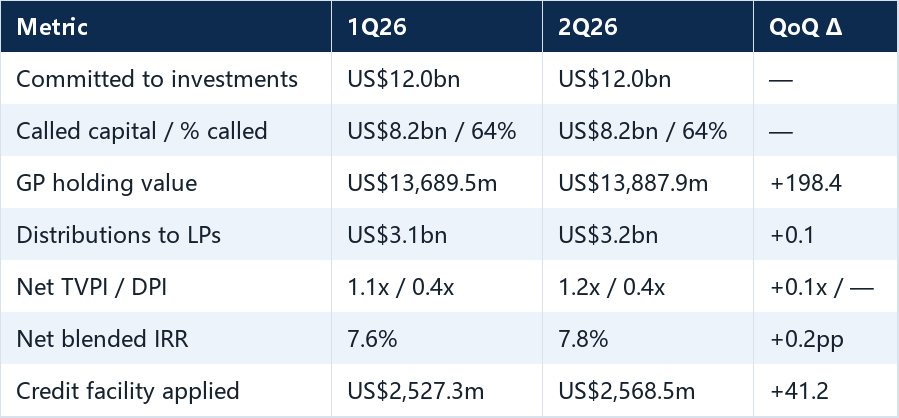 Metric 1Q26 2Q26 QoQ Δ
Committed to investments US$12.0bn US$12.0bn —
Called capital / % called US$8.2bn / 64% US$8.2bn / 64% —
GP holding value US$13,689.5m US$13,887.9m +198.4
Distributions to LPs US$3.1bn US$3.2bn +0.1
Net TVPI / DPI 1.1x / 0.4x 1.2x / 0.4x +0.1x / —
Net blended IRR 7.6% 7.8% +0.2pp
Credit facility applied US$2,527.3m US$2,568.5m +41.2